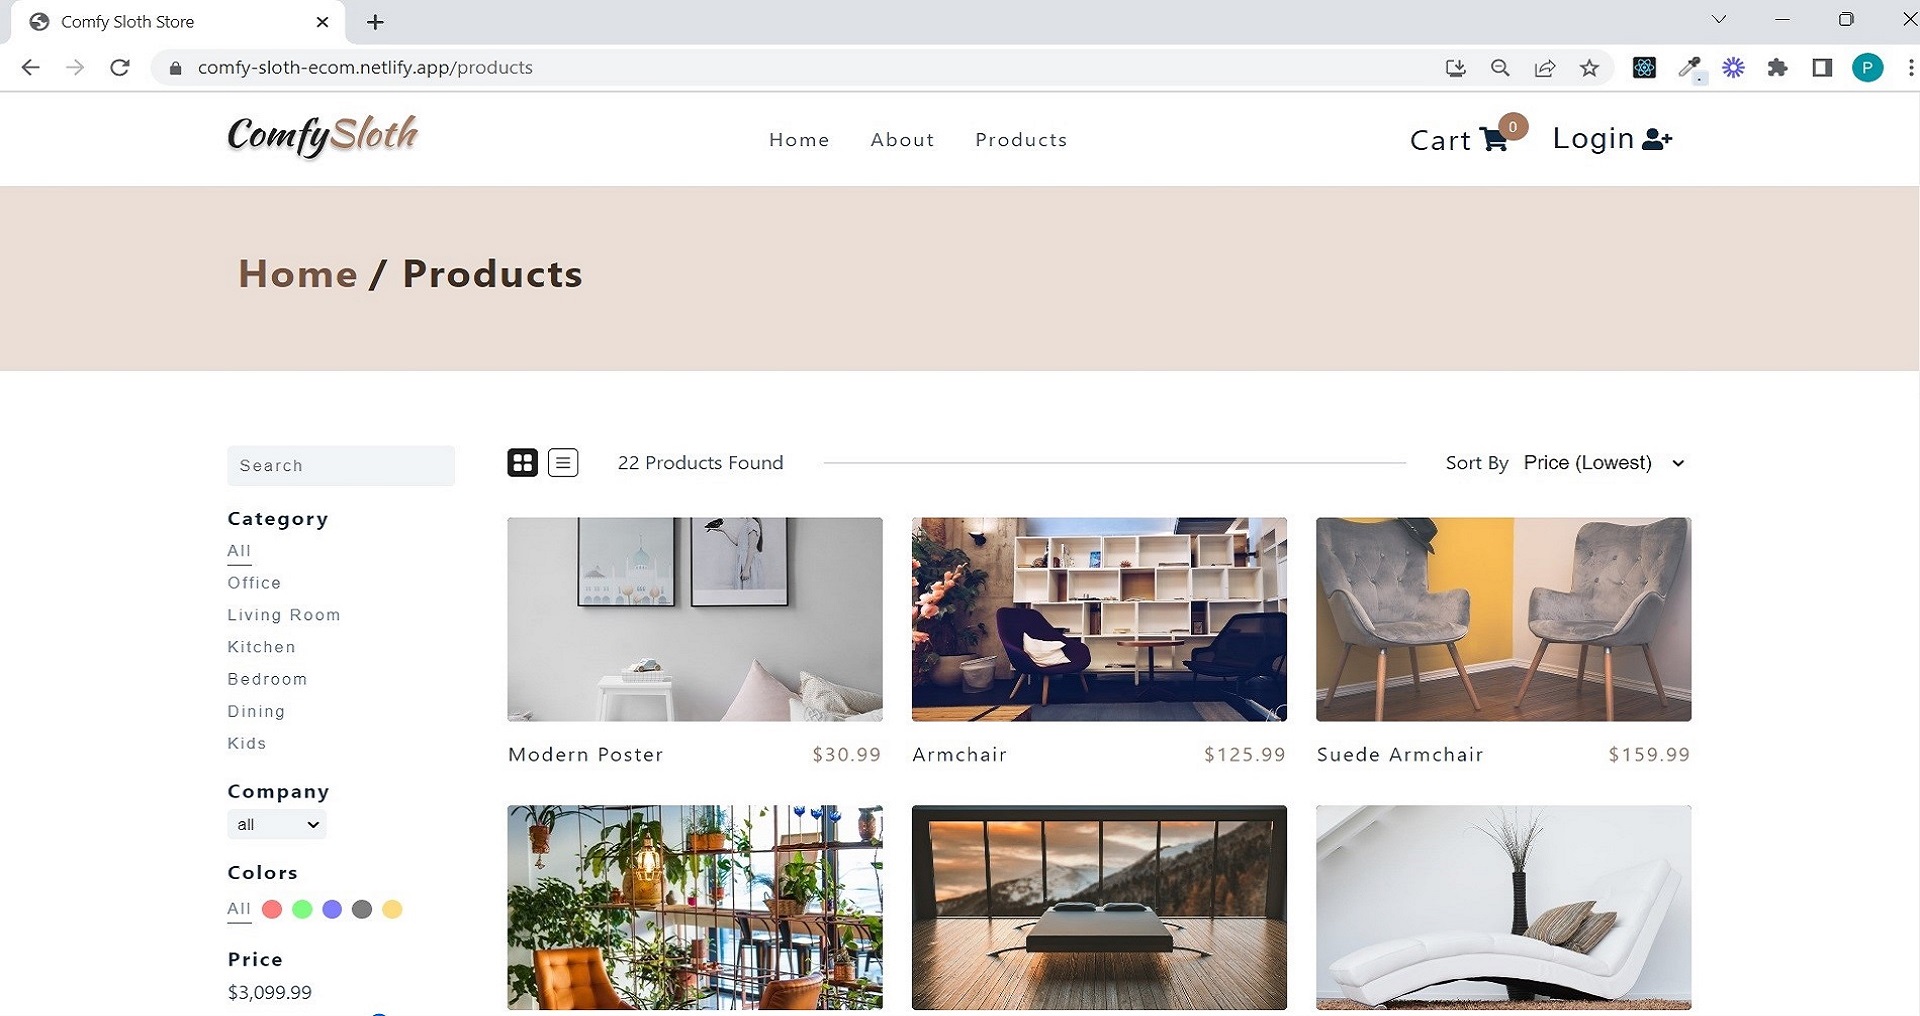 Comfy Sloth Store
comfy-sloth-ecom.netlify.app/products
P
ComfySloth
Home About Products
Cart 0 Login
Home / Products
Search
22 Products Found
Sort By Price (Lowest)
Category
All
Office
Living Room
Kitchen
Bedroom
Dining
Kids
Company
all
Colors
All
Price
$3,099.99
Modern Poster $30.99
Armchair $125.99
Suede Armchair $159.99